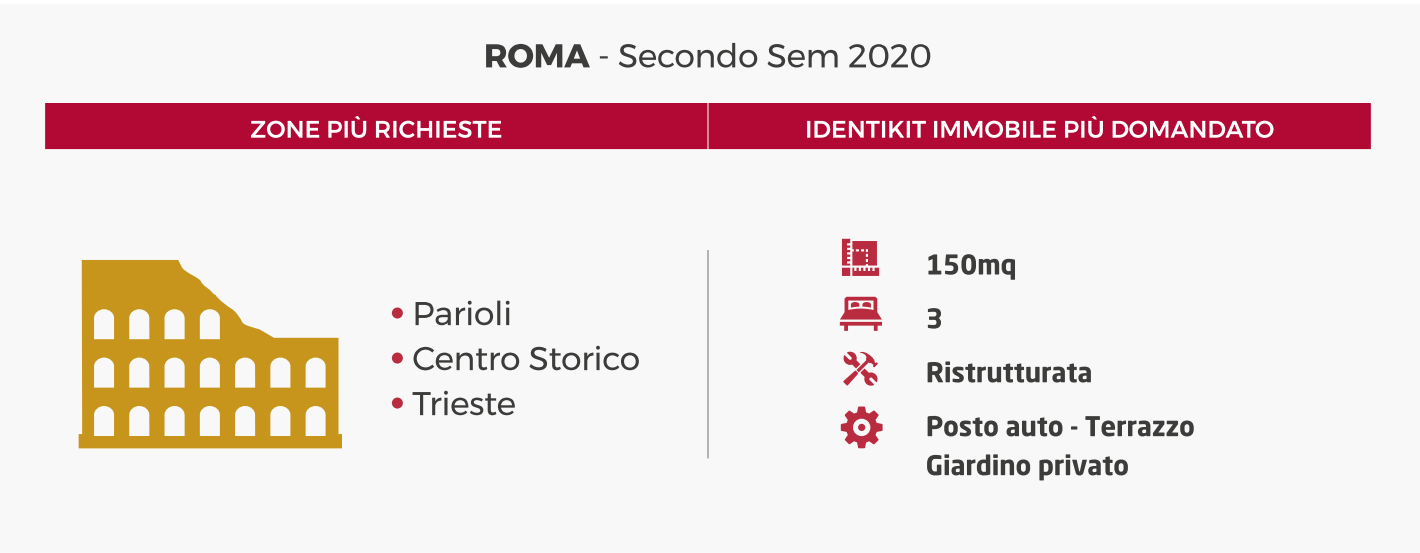 ROMA - Secondo Sem 2020
ZONE PIÙ RICHIESTE
IDENTIKIT IMMOBILE PIÙ DOMANDATO
• Parioli
• Centro Storico
• Trieste
150mq
3
Ristrutturata
Posto auto - Terrazzo
Giardino privato